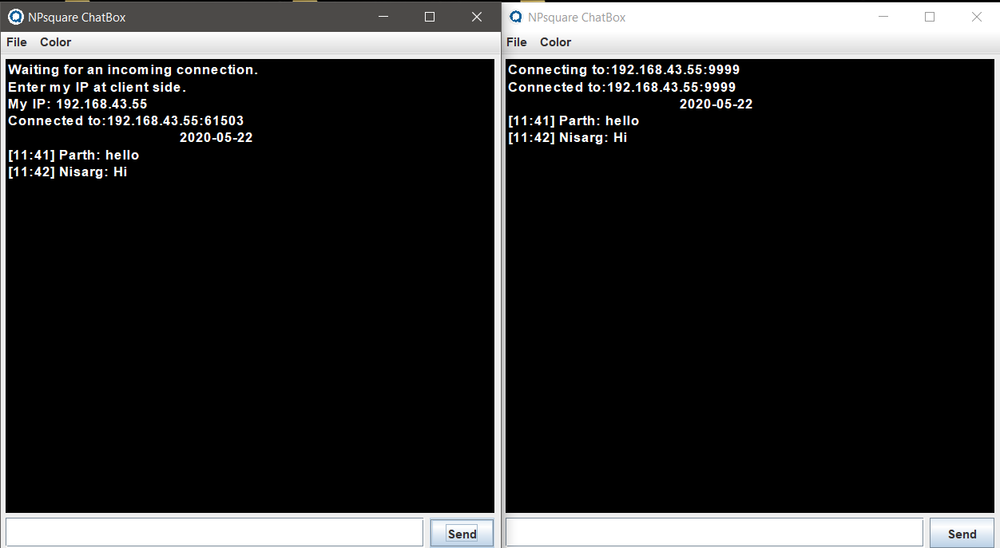 NPsquare ChatBox
File Color
Waiting for an incoming connection.
Enter my IP at client side.
My IP: 192.168.43.55
Connected to:192.168.43.55:61503
2020-05-22
[11:41] Parth: hello
[11:42] Nisarg: Hi
Send
NPsquare ChatBox
File Color
Connecting to:192.168.43.55:9999
Connected to:192.168.43.55:9999
2020-05-22
[11:41] Parth: hello
[11:42] Nisarg: Hi
Send